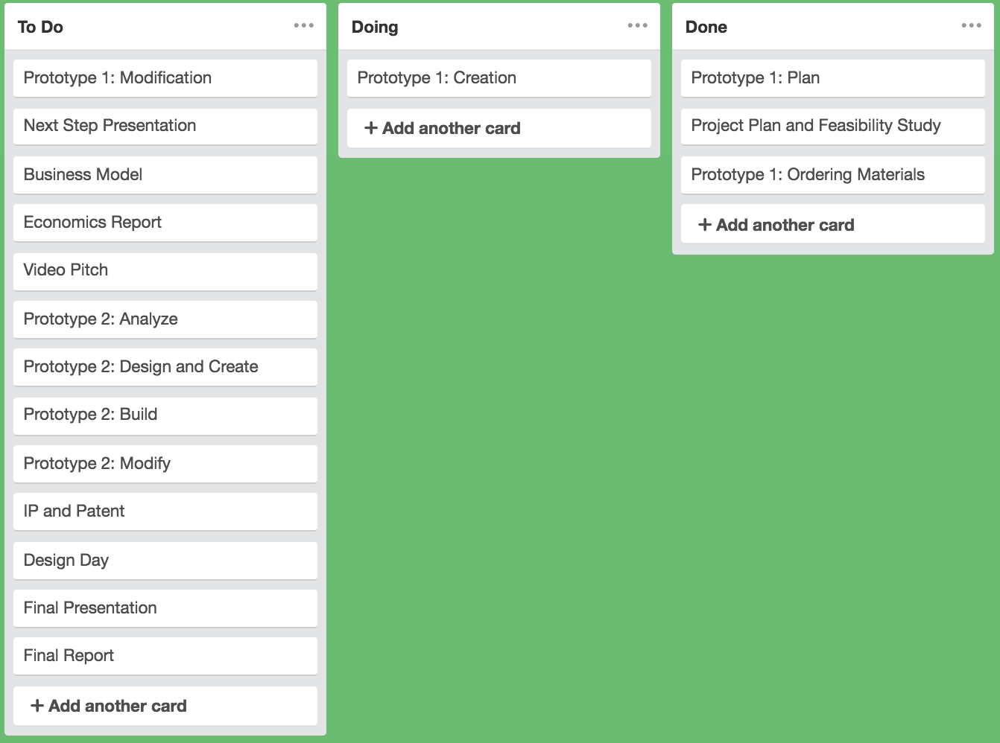 To Do
Prototype 1: Modification
Next Step Presentation
Business Model
Economics Report
Video Pitch
Prototype 2: Analyze
Prototype 2: Design and Create
Prototype 2: Build
Prototype 2: Modify
IP and Patent
Design Day
Final Presentation
Final Report
+ Add another card
Doing
Prototype 1: Creation
+ Add another card
Done
Prototype 1: Plan
Project Plan and Feasibility Study
Prototype 1: Ordering Materials
+ Add another card